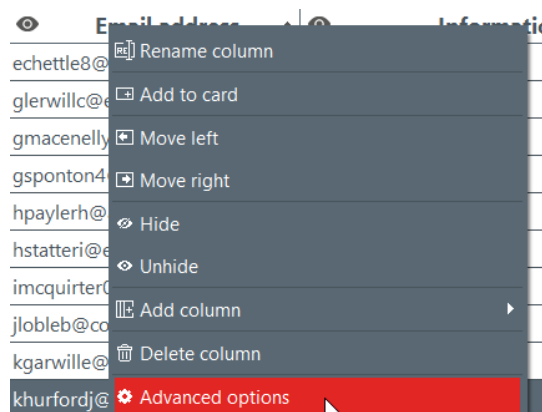 Email address
Informatio
echettle8@
Rename column
glerwillc@e
Add to card
gmacenelly
Move left
gsponton4
Move right
hpaylerh@
Hide
hstatteri@e
Unhide
imcquirter0
Add column
jlobleb@co
Delete column
kgarwille@
khurfordj@
Advanced options